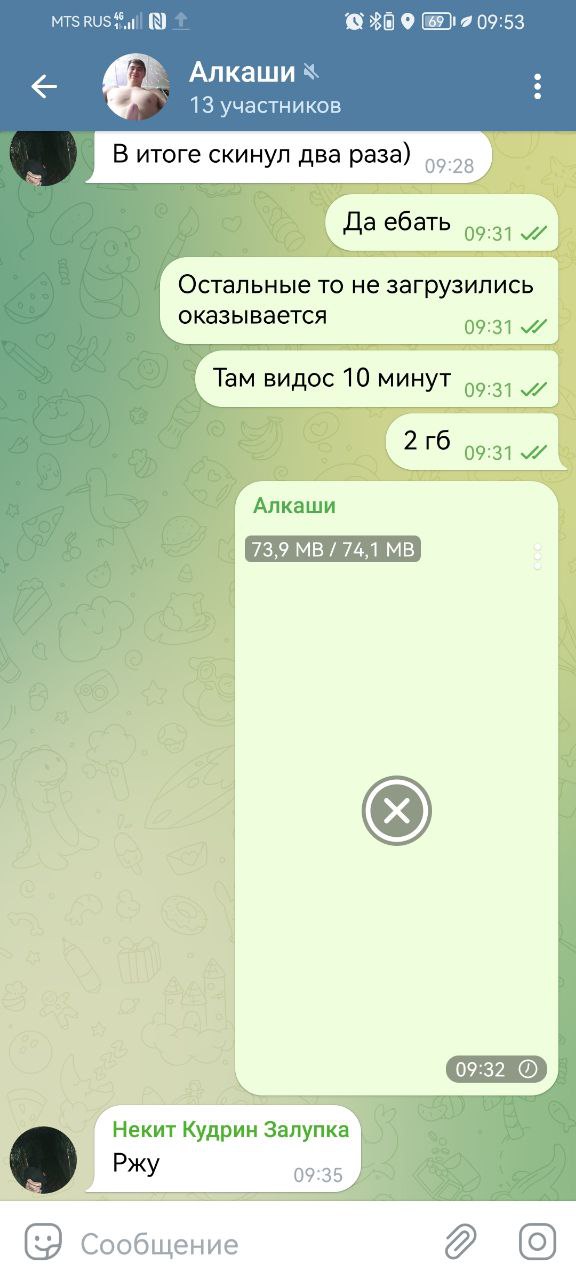 MTS RUS 4G 69 09:53
Алкаши
13 участников
В итоге скинул два раза) 09:28
Да ебать 09:31
Остальные то не загрузились
оказывается 09:31
Там видос 10 минут 09:31
2 гб 09:31
Алкаши
73,9 MB / 74,1 MB
09:32
Некит Кудрин Залупка
Ржу 09:35
Сообщение